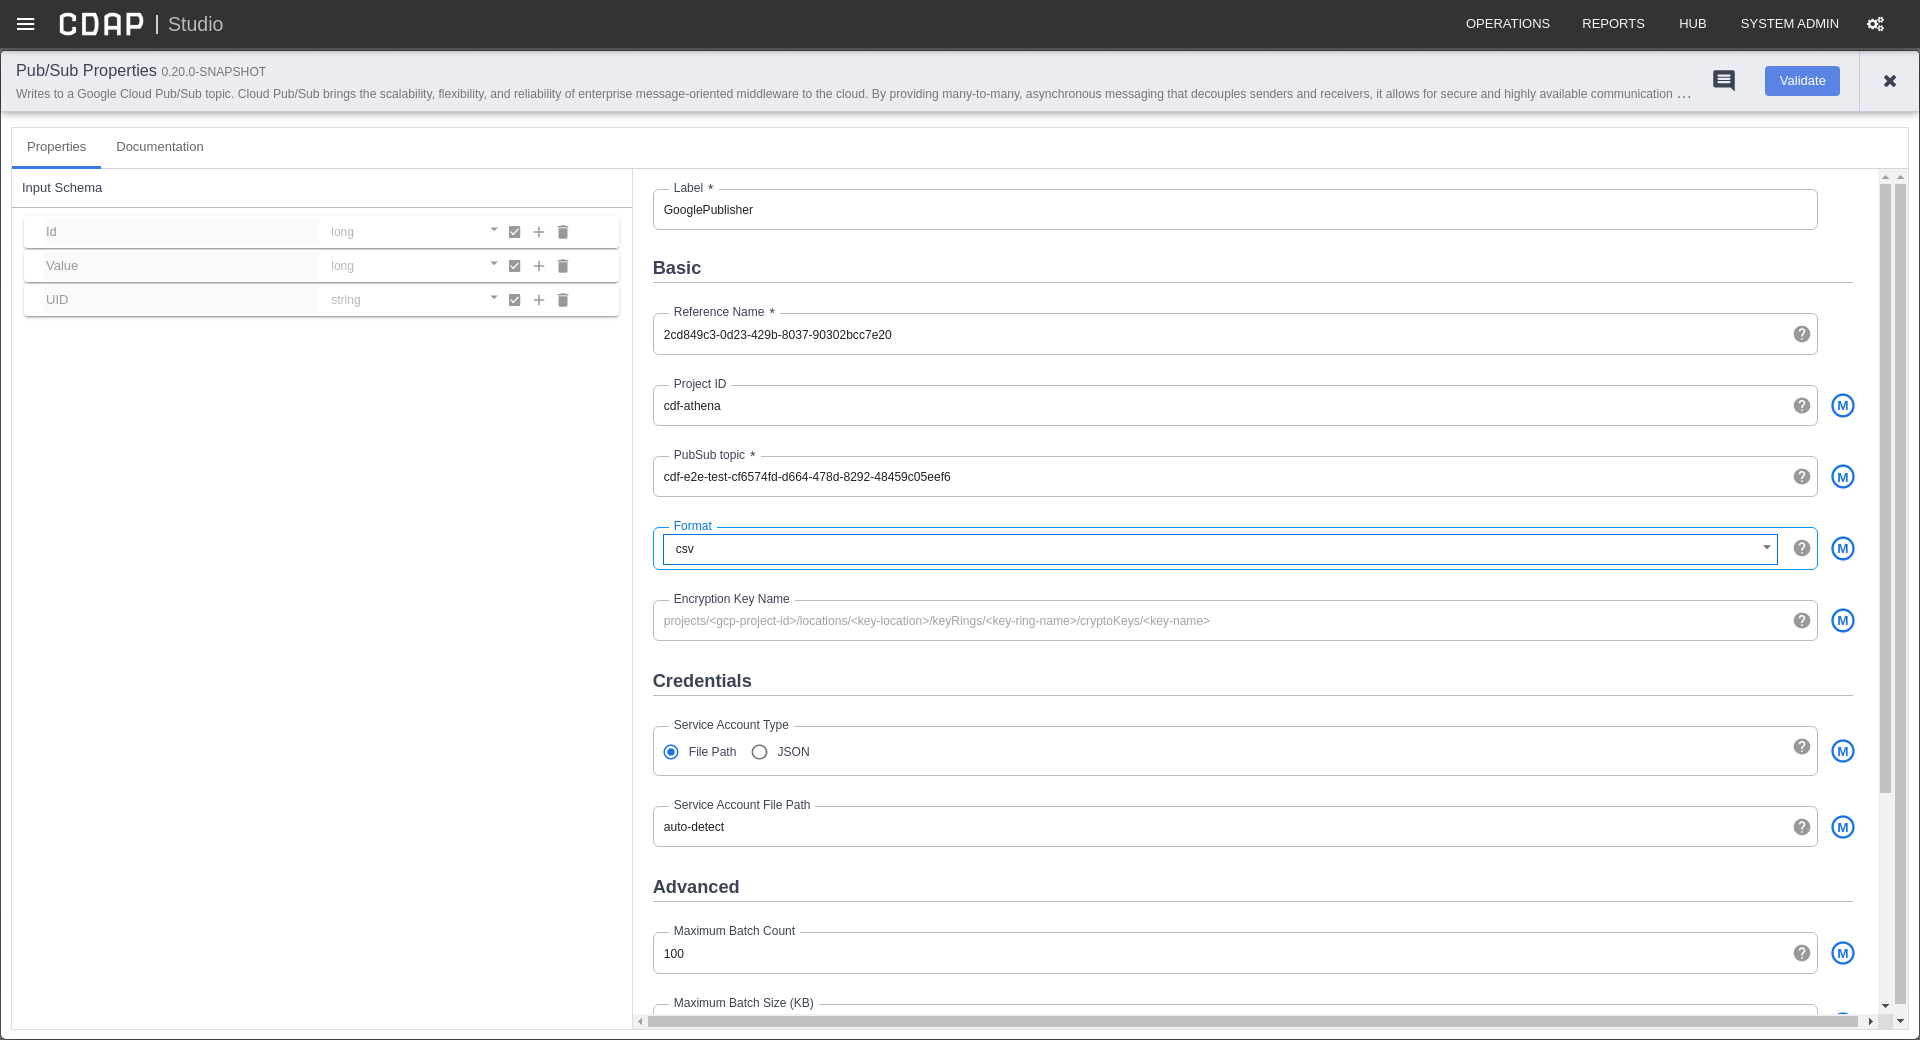 CDAP | Studio
OPERATIONS REPORTS HUB SYSTEM ADMIN
Pub/Sub Properties 0.20.0-SNAPSHOT
Writes to a Google Cloud Pub/Sub topic. Cloud Pub/Sub brings the scalability, flexibility, and reliability of enterprise message-oriented middleware to the cloud. By providing many-to-many, asynchronous messaging that decouples senders and receivers, it allows for secure and highly available communication ...
Validate
Properties Documentation
Input Schema
Id long
Value long
UID string
Label *
GooglePublisher
Basic
Reference Name *
2cd849c3-0d23-429b-8037-90302bcc7e20
Project ID
cdf-athena
M
PubSub topic *
cdf-e2e-test-cf6574fd-d664-478d-8292-48459c05eef6
M
Format
csv
M
Encryption Key Name
projects/<gcp-project-id>/locations/<key-location>/keyRings/<key-ring-name>/cryptoKeys/<key-name>
M
Credentials
Service Account Type
File Path JSON
M
Service Account File Path
auto-detect
M
Advanced
Maximum Batch Count
100
M
Maximum Batch Size (KB)